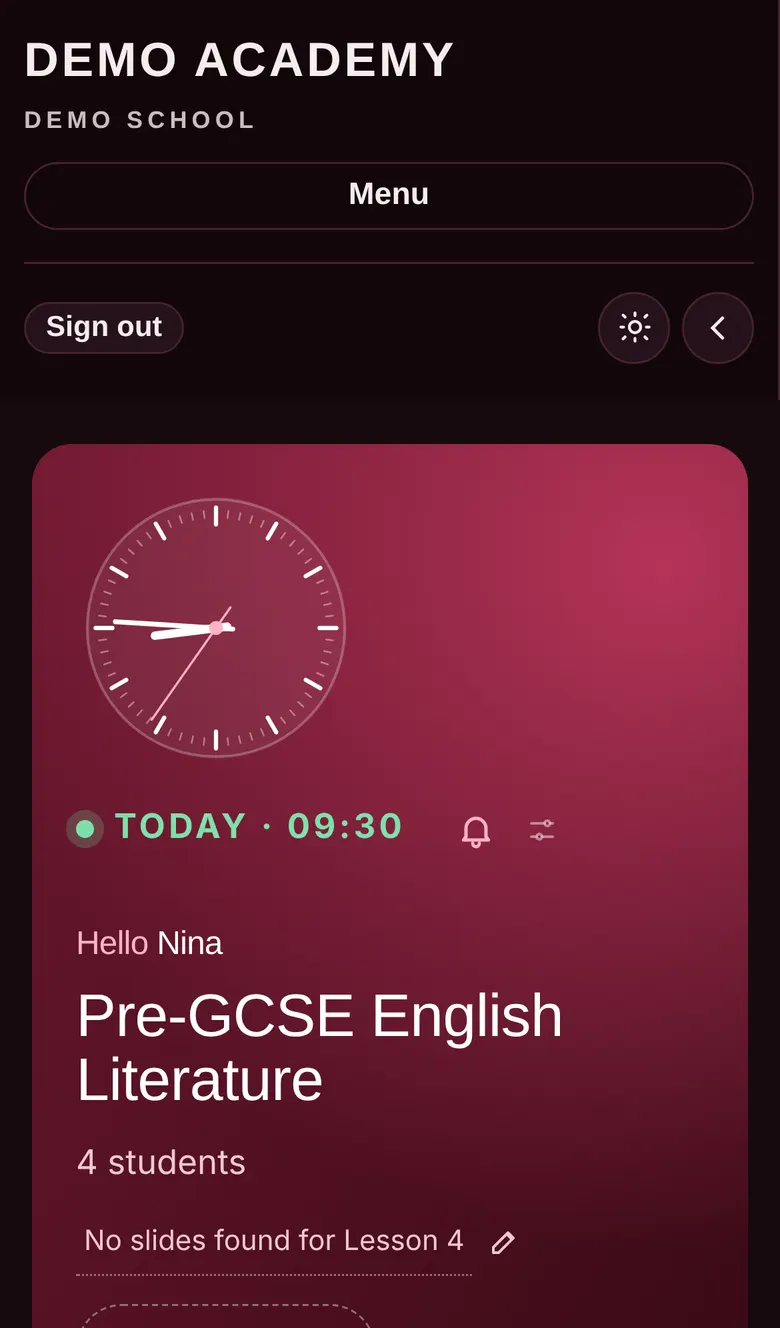 DEMO ACADEMY
DEMO SCHOOL
Menu
Sign out
TODAY · 09:30
Hello Nina
Pre-GCSE English
Literature
4 students
No slides found for Lesson 4